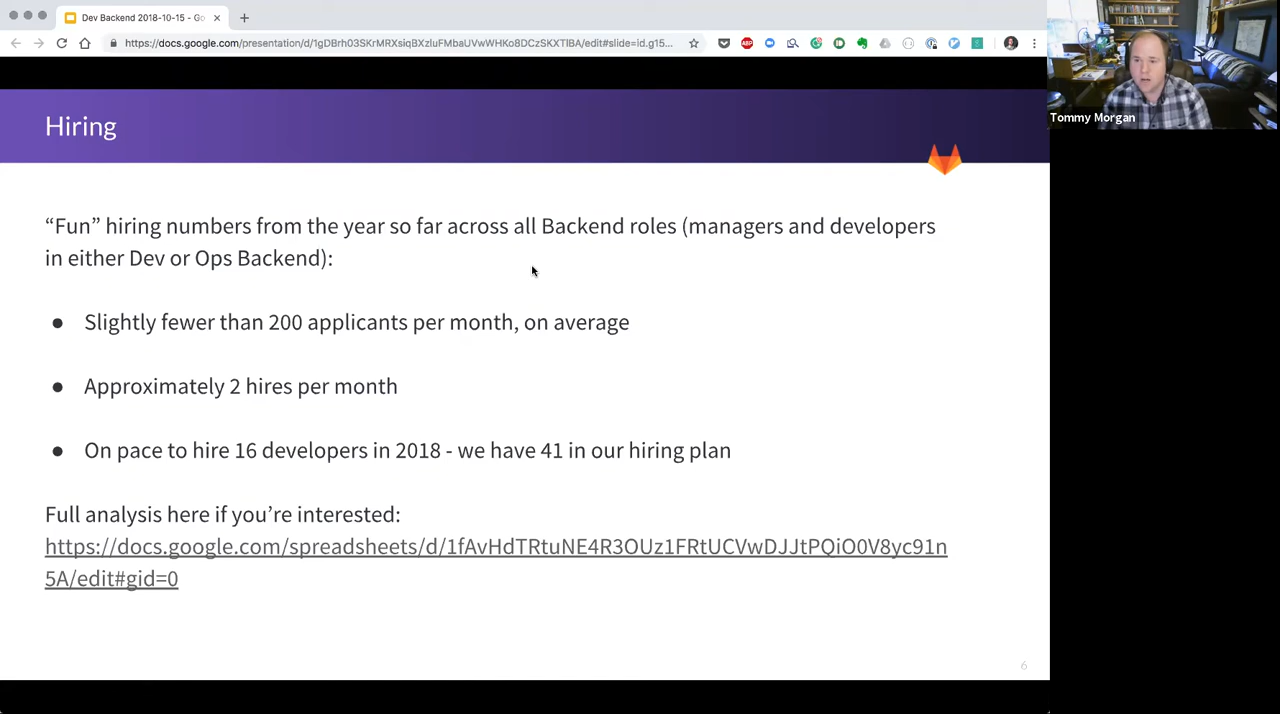 Dev Backend 2018-10-15 - Go
https://docs.google.com/presentation/d/1gDBrh03SKrMRXsiqBXzluFMbaUVwWHKo8DCzSKXTlBA/edit#slide=id.g15...
ABP
Tommy Morgan
Hiring
“Fun” hiring numbers from the year so far across all Backend roles (managers and developers
in either Dev or Ops Backend):
● Slightly fewer than 200 applicants per month, on average
● Approximately 2 hires per month
● On pace to hire 16 developers in 2018 - we have 41 in our hiring plan
Full analysis here if you’re interested:
https://docs.google.com/spreadsheets/d/1fAvHdTRtuNE4R3OUz1FRtUCVwDJJtPQiO0V8yc91n
5A/edit#gid=0
6